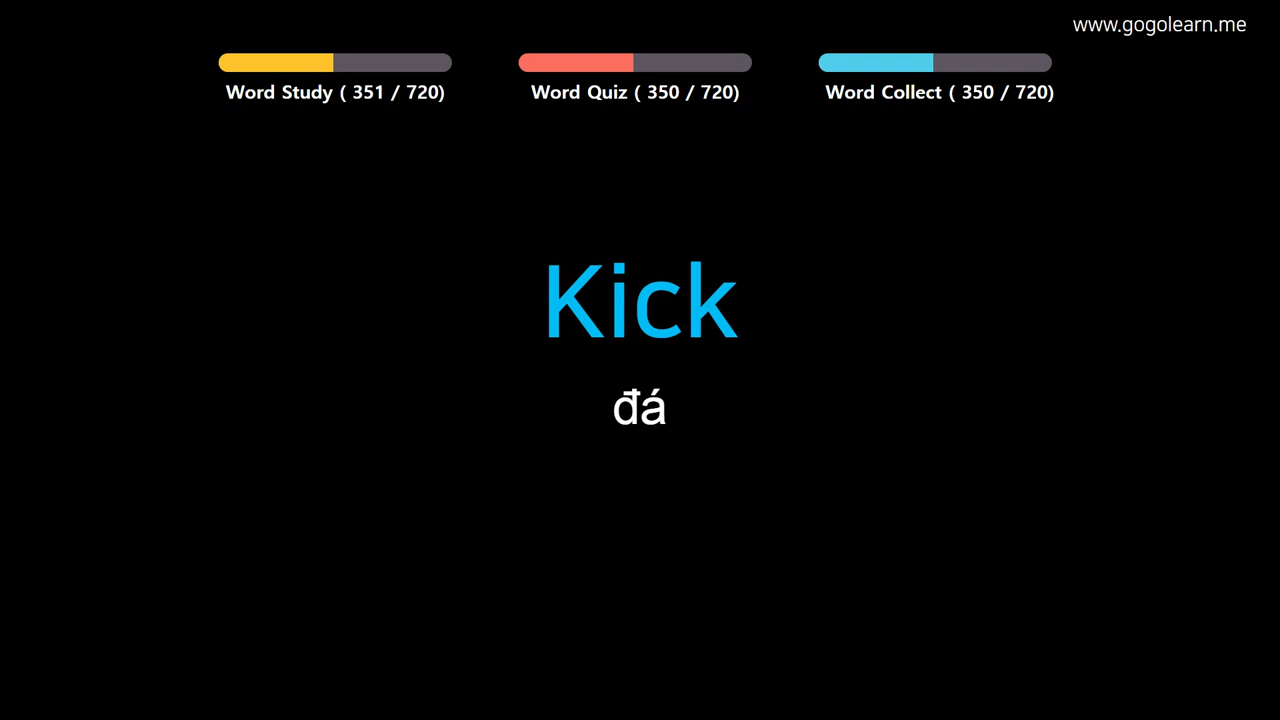 www.gogolearn.me
Word Study ( 351 / 720)
Word Quiz ( 350 / 720)
Word Collect ( 350 / 720)
Kick
đá